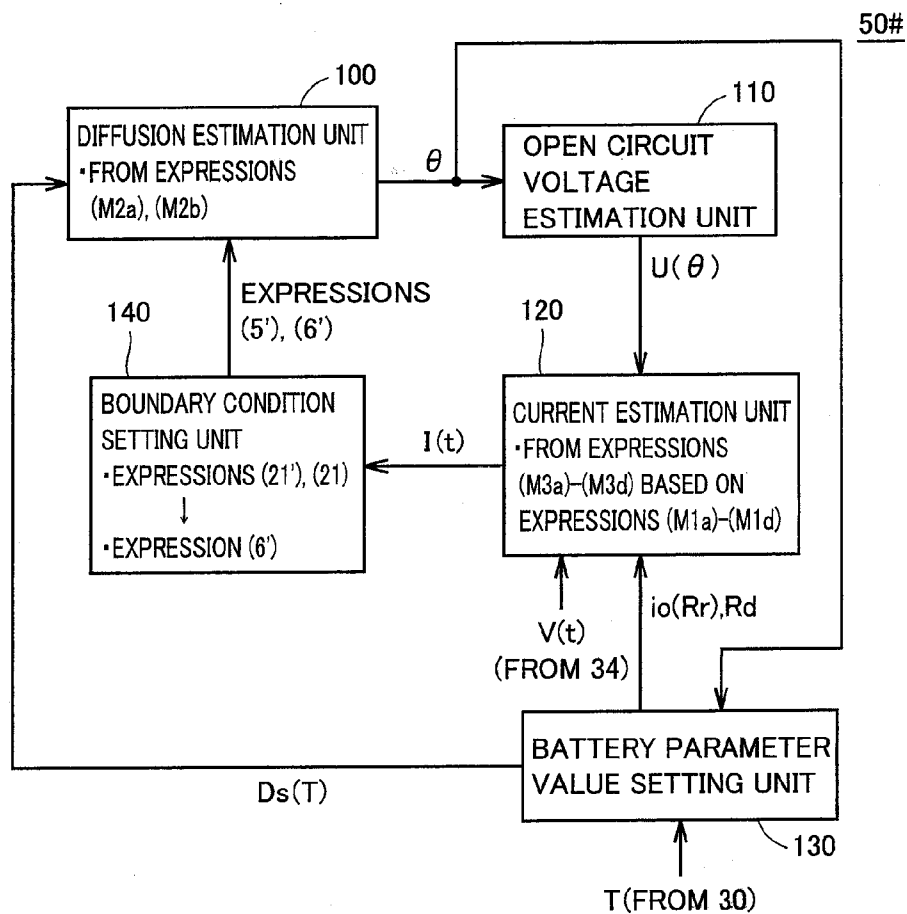 50#
100
DIFFUSION ESTIMATION UNIT
·FROM EXPRESSIONS
(M2a), (M2b)
θ
110
OPEN CIRCUIT
VOLTAGE
ESTIMATION UNIT
U(θ)
EXPRESSIONS
(5'), (6')
140
BOUNDARY CONDITION
SETTING UNIT
·EXPRESSIONS (21'), (21)
↓
·EXPRESSION (6')
I(t)
120
CURRENT ESTIMATION UNIT
·FROM EXPRESSIONS
(M3a)-(M3d) BASED ON
EXPRESSIONS (M1a)-(M1d)
V(t)
(FROM 34)
io(Rr),Rd
BATTERY PARAMETER
VALUE SETTING UNIT
130
Ds(T)
T(FROM 30)